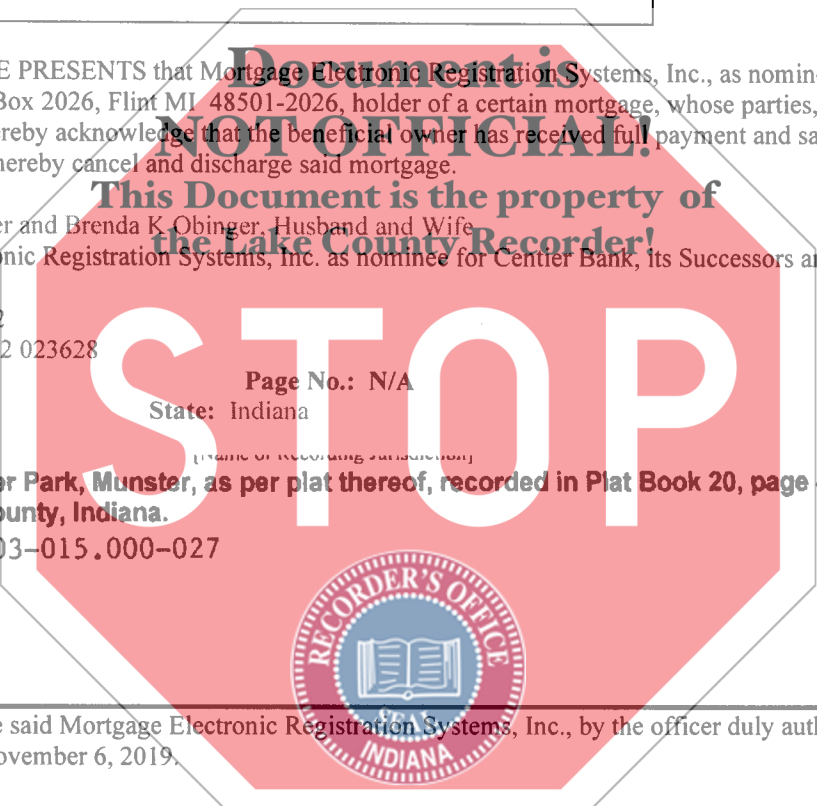 Document is
E PRESENTS that Mortgage Electronic Registration Systems, Inc., as nomin
Box 2026, Flint MI 48501-2026, holder of a certain mortgage, whose parties,
NOT OFFICIAL!
ereby acknowledge that the beneficial owner has received full payment and sa
hereby cancel and discharge said mortgage.
This Document is the property of
er and Brenda K Obinger, Husband and Wife
the Lake County Recorder!
onic Registration Systems, Inc. as nominee for Centier Bank, its Successors an
2
2 023628
STOP
Page No.: N/A
State: Indiana
[Name of Recording Jurisdiction]
er Park, Munster, as per plat thereof, recorded in Plat Book 20, page
ounty, Indiana.
03-015.000-027
RECORDER'S OFFICE
SEAL
INDIANA
e said Mortgage Electronic Registration Systems, Inc., by the officer duly auth
ovember 6, 2019.